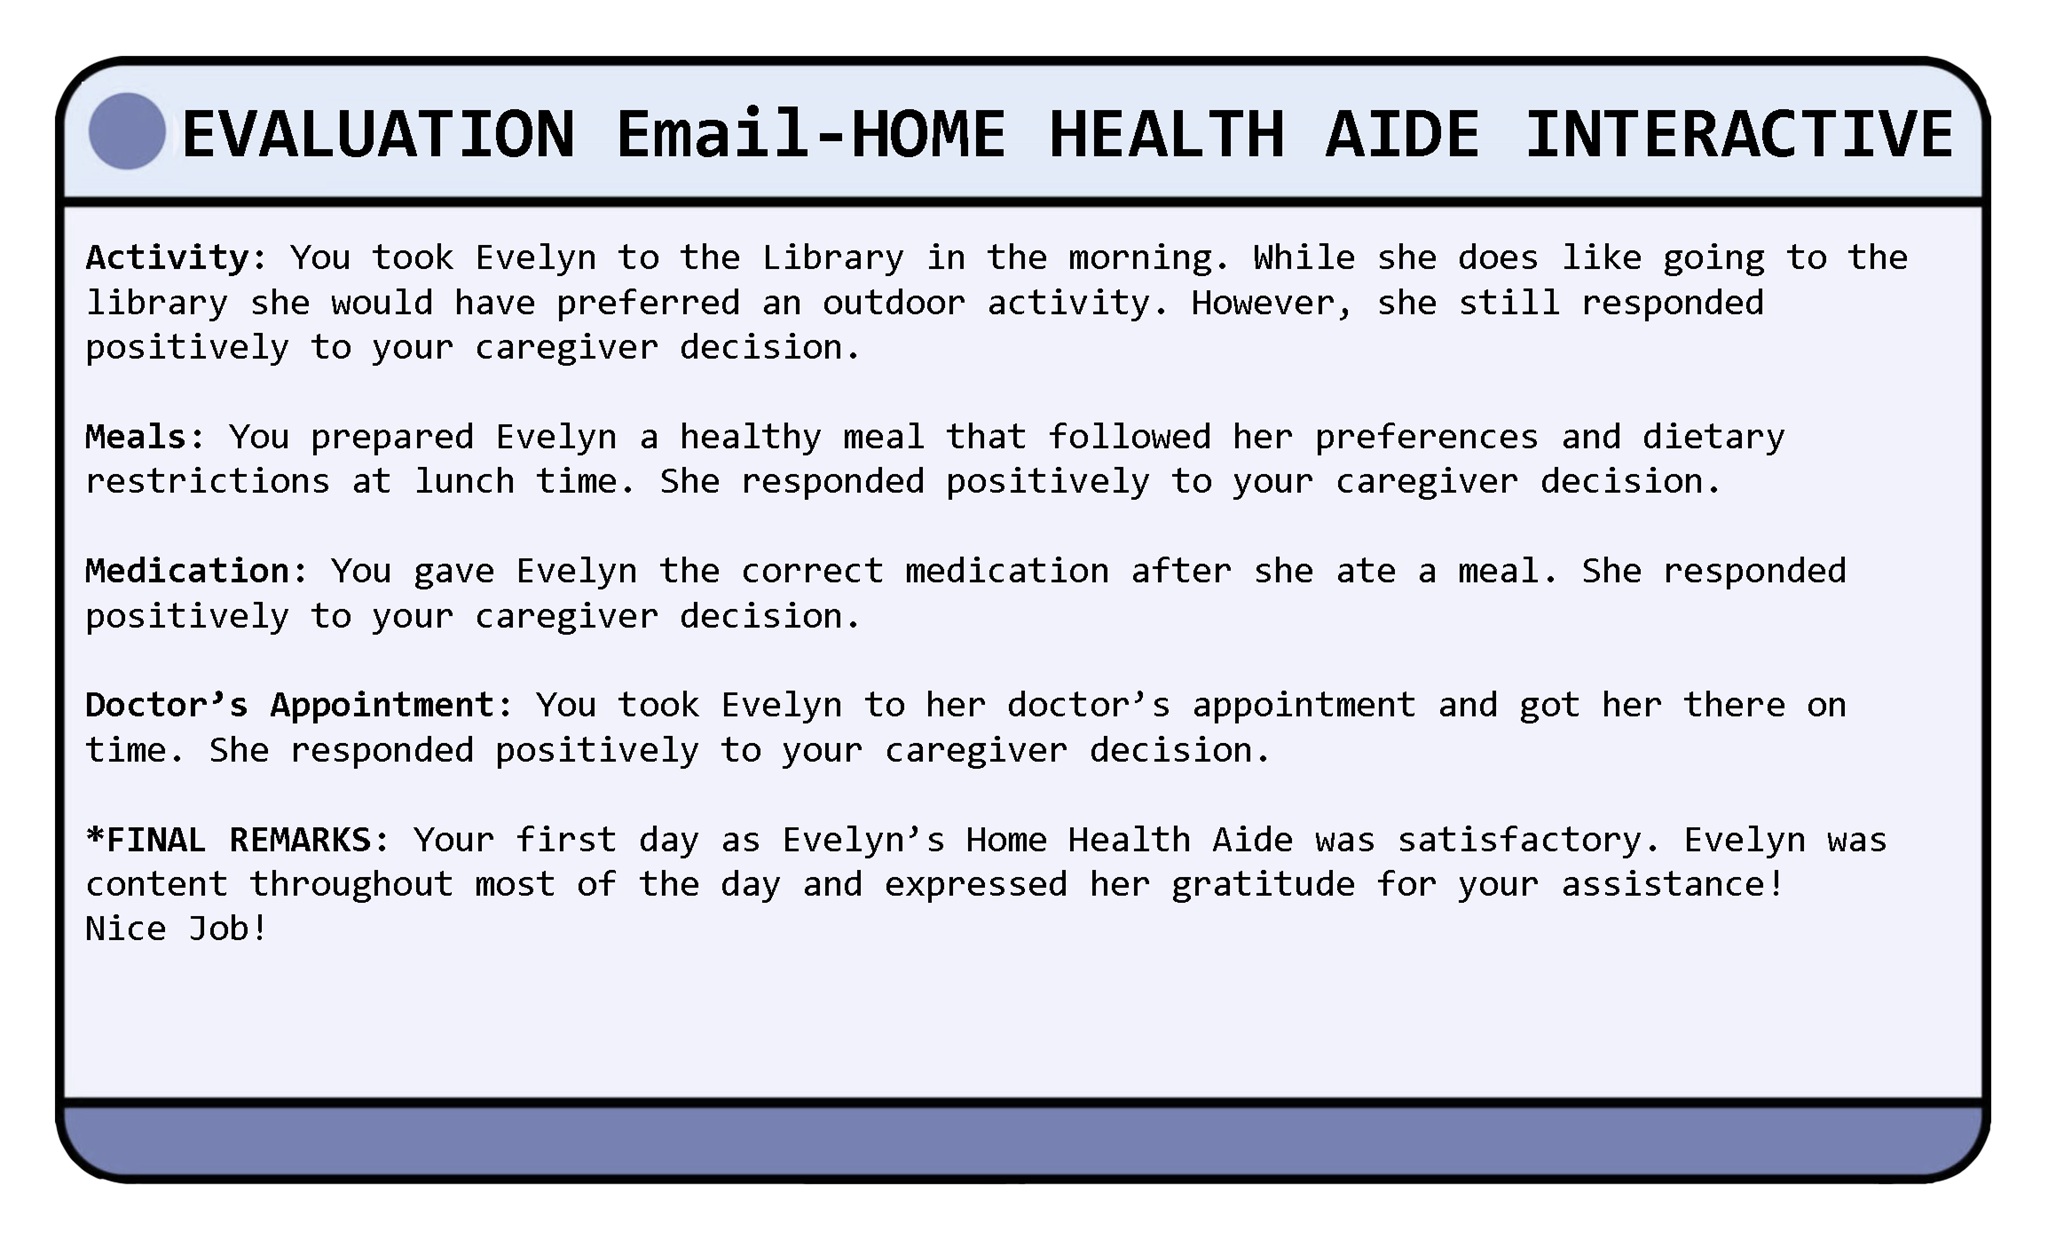 EVALUATION Email-HOME HEALTH AIDE INTERACTIVE
Activity: You took Evelyn to the Library in the morning. While she does like going to the
library she would have preferred an outdoor activity. However, she still responded
positively to your caregiver decision.
Meals: You prepared Evelyn a healthy meal that followed her preferences and dietary
restrictions at lunch time. She responded positively to your caregiver decision.
Medication: You gave Evelyn the correct medication after she ate a meal. She responded
positively to your caregiver decision.
Doctor’s Appointment: You took Evelyn to her doctor’s appointment and got her there on
time. She responded positively to your caregiver decision.
*FINAL REMARKS: Your first day as Evelyn’s Home Health Aide was satisfactory. Evelyn was
content throughout most of the day and expressed her gratitude for your assistance!
Nice Job!